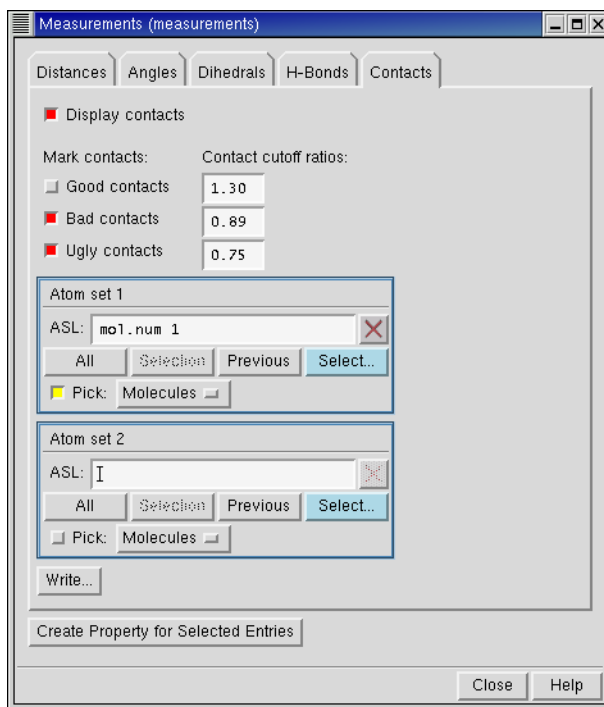 Measurements (measurements)
Distances Angles Dihedrals H-Bonds Contacts
Display contacts
Mark contacts: Contact cutoff ratios:
Good contacts 1.30
Bad contacts 0.89
Ugly contacts 0.75
Atom set 1
ASL: mol.num 1
All Selection Previous Select...
Pick: Molecules
Atom set 2
ASL:
All Selection Previous Select...
Pick: Molecules
Write...
Create Property for Selected Entries
Close Help